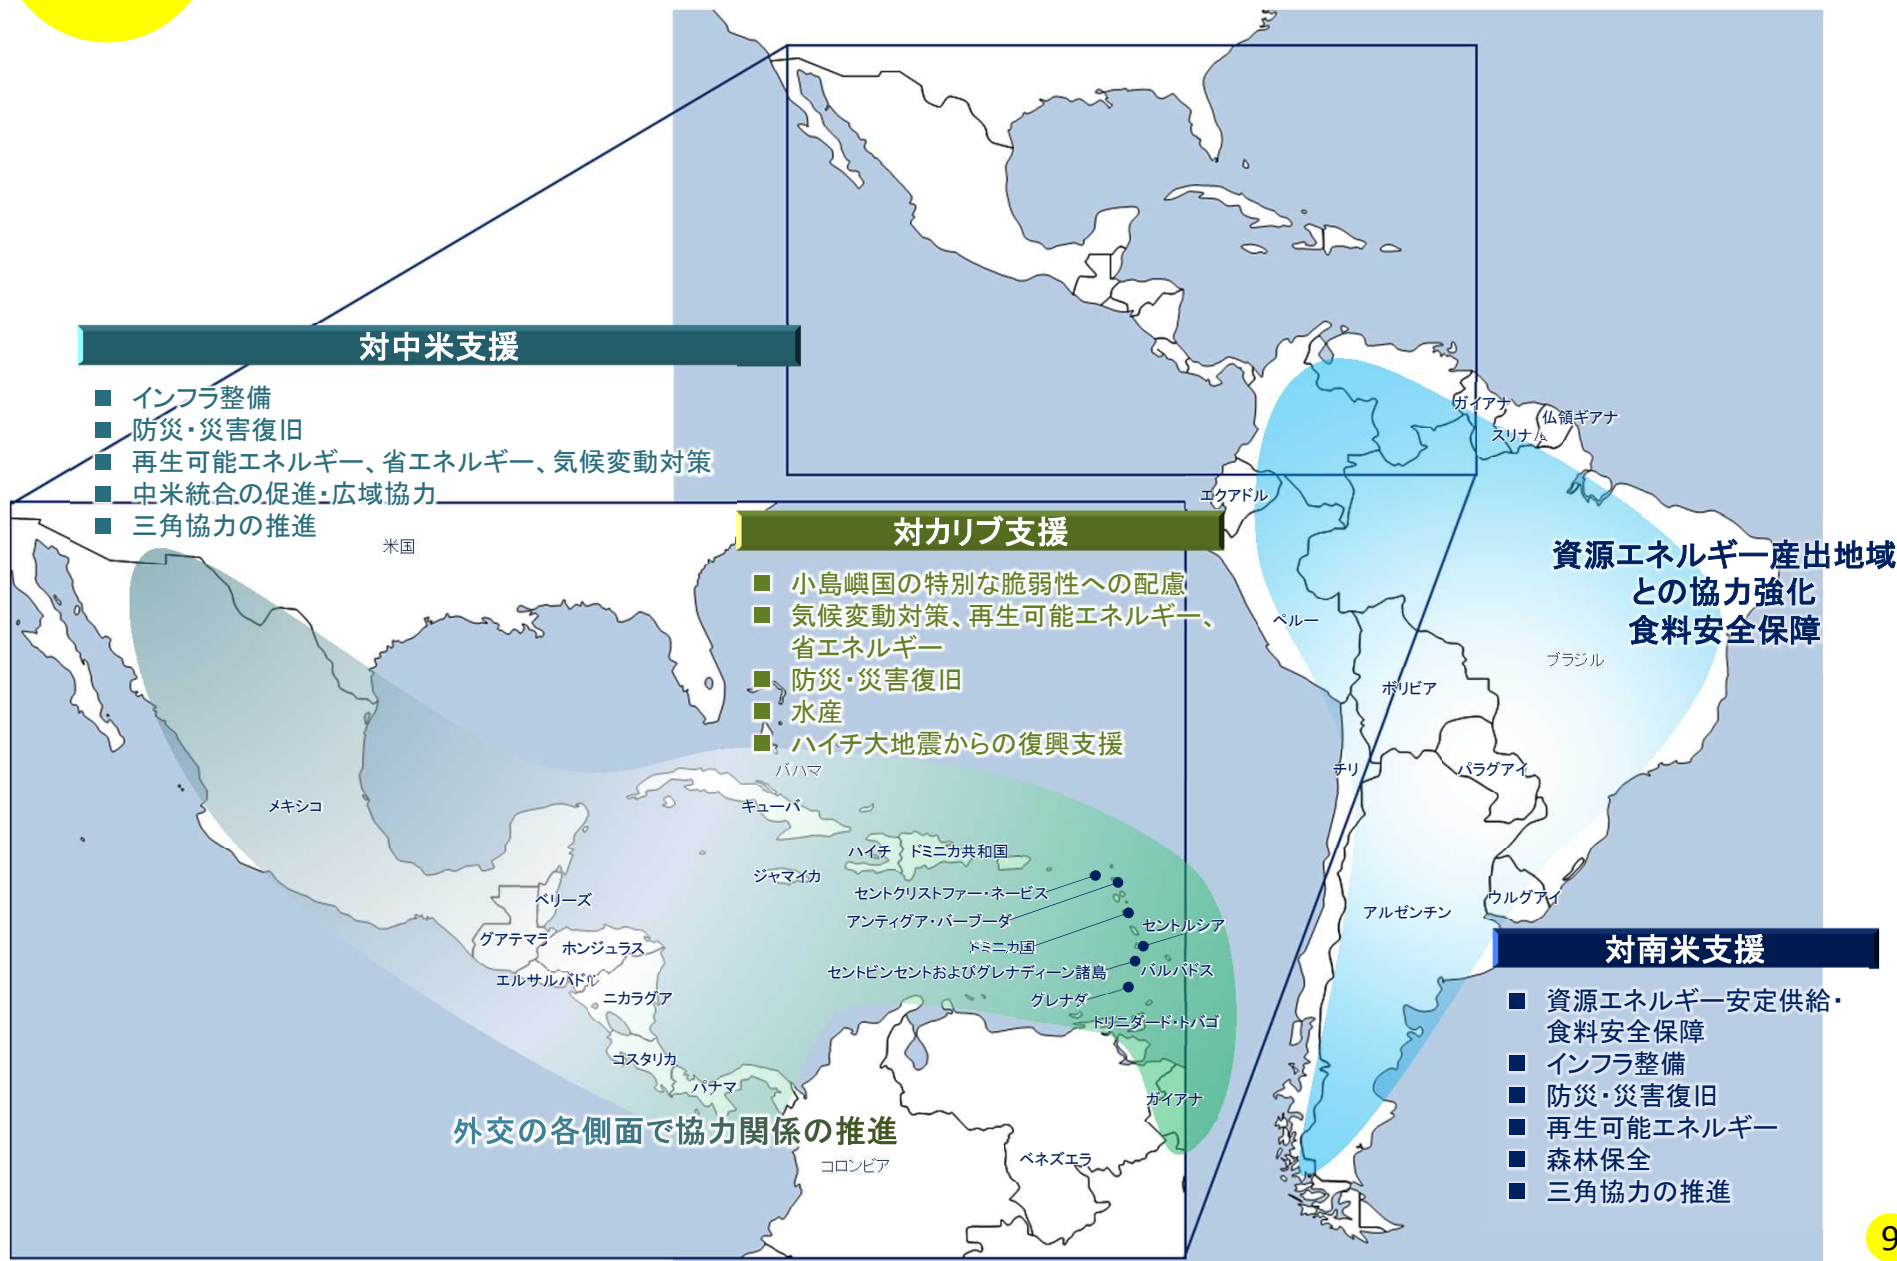 対中米支援
■ インフラ整備
■ 防災・災害復旧
■ 再生可能エネルギー、省エネルギー、気候変動対策
■ 中米統合の促進・広域協力
■ 三角協力の推進
対カリブ支援
■ 小島嶼国の特別な脆弱性への配慮
■ 気候変動対策、再生可能エネルギー、
省エネルギー
■ 防災・災害復旧
■ 水産
■ ハイチ大地震からの復興支援
米国
バハマ
メキシコ
キューバ
ハイチ
ドミニカ共和国
ジャマイカ
セントクリストファー・ネービス
アンティグア・バーブーダ
ドミニカ国
セントルシア
セントビンセントおよびグレナディーン諸島
バルバドス
グレナダ
トリニダード・トバゴ
ベリーズ
グアテマラ
ホンジュラス
エルサルバドル
ニカラグア
コスタリカ
パナマ
ガイアナ
外交の各側面で協力関係の推進
コロンビア
ベネズエラ
ガイアナ
仏領ギアナ
スリナム
エクアドル
資源エネルギー産出地域
との協力強化
食料安全保障
ペルー
ブラジル
ボリビア
チリ
パラグアイ
ウルグアイ
アルゼンチン
対南米支援
■ 資源エネルギー安定供給・
食料安全保障
■ インフラ整備
■ 防災・災害復旧
■ 再生可能エネルギー
■ 森林保全
■ 三角協力の推進
9